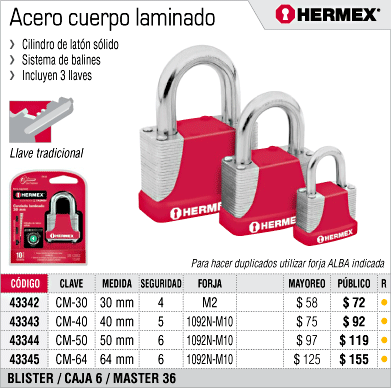 Acero cuerpo laminado
HERMEX®
› Cilindro de latón sólido
› Sistema de balines
› Incluyen 3 llaves
Llave tradicional
HERMEX
HERMEX
HERMEX
HERMEX
Para hacer duplicados utilizar forja ALBA indicada
CÓDIGO CLAVE MEDIDA SEGURIDAD FORJA MAYOREO PÚBLICO R
43342 CM-30 30 mm 4 M2 $ 58 $ 72 ●
43343 CM-40 40 mm 5 1092N-M10 $ 75 $ 92 ●
43344 CM-50 50 mm 6 1092N-M10 $ 97 $ 119 ●
43345 CM-64 64 mm 6 1092N-M10 $ 125 $ 155 ●
BLISTER / CAJA 6 / MASTER 36